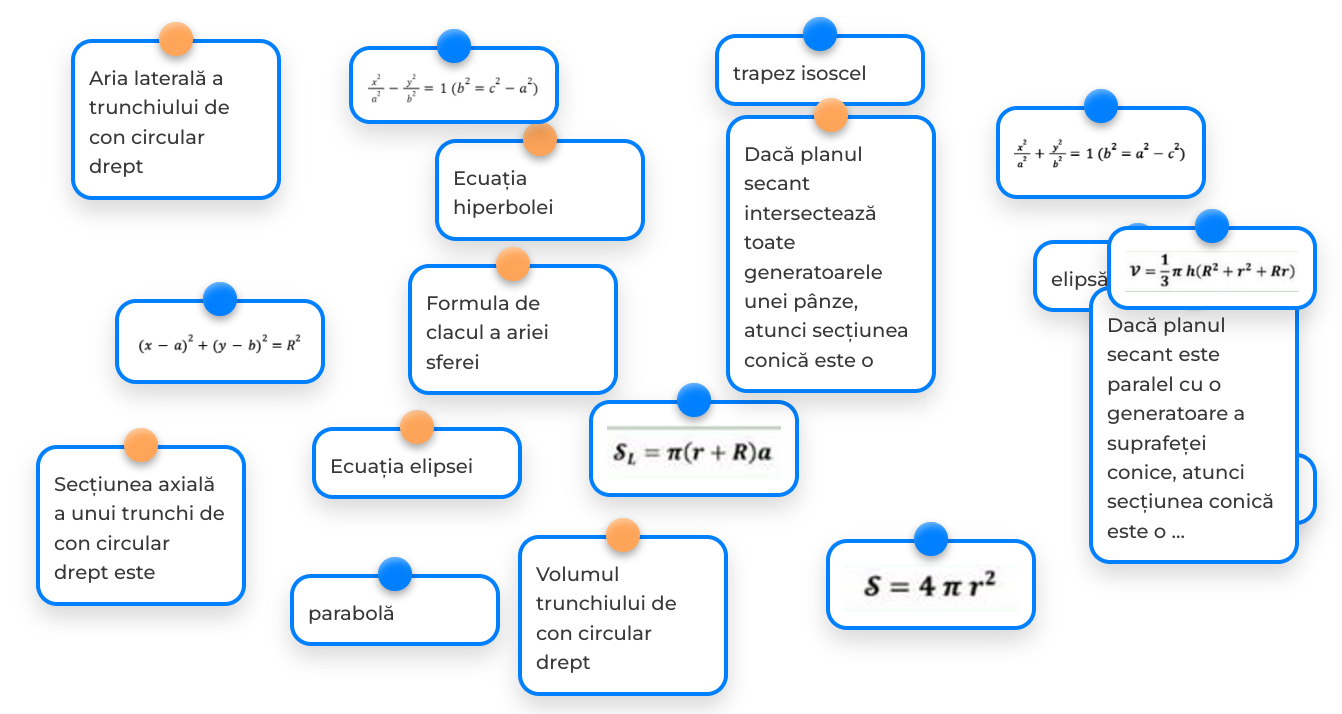 Aria laterală a
trunchiului de
con circular
drept
x²/a² − y²/b² = 1 (b² = c² − a²)
Ecuația
hiperbolei
trapez isoscel
Dacă planul
secant
intersectează
toate
generatoarele
unei pânze,
atunci secțiunea
conică este o
x²/a² + y²/b² = 1 (b² = a² − c²)
elipsă
𝒱 = 1/3 π h(R² + r² + Rr)
Dacă planul
secant este
paralel cu o
generatoare a
suprafeței
conice, atunci
secțiunea conică
este o ...
Formula de
clacul a ariei
sferei
(x − a)² + (y − b)² = R²
Secțiunea axială
a unui trunchi de
con circular
drept este
Ecuația elipsei
S_L = π(r + R)a
parabolă
Volumul
trunchiului de
con circular
drept
S = 4 π r²